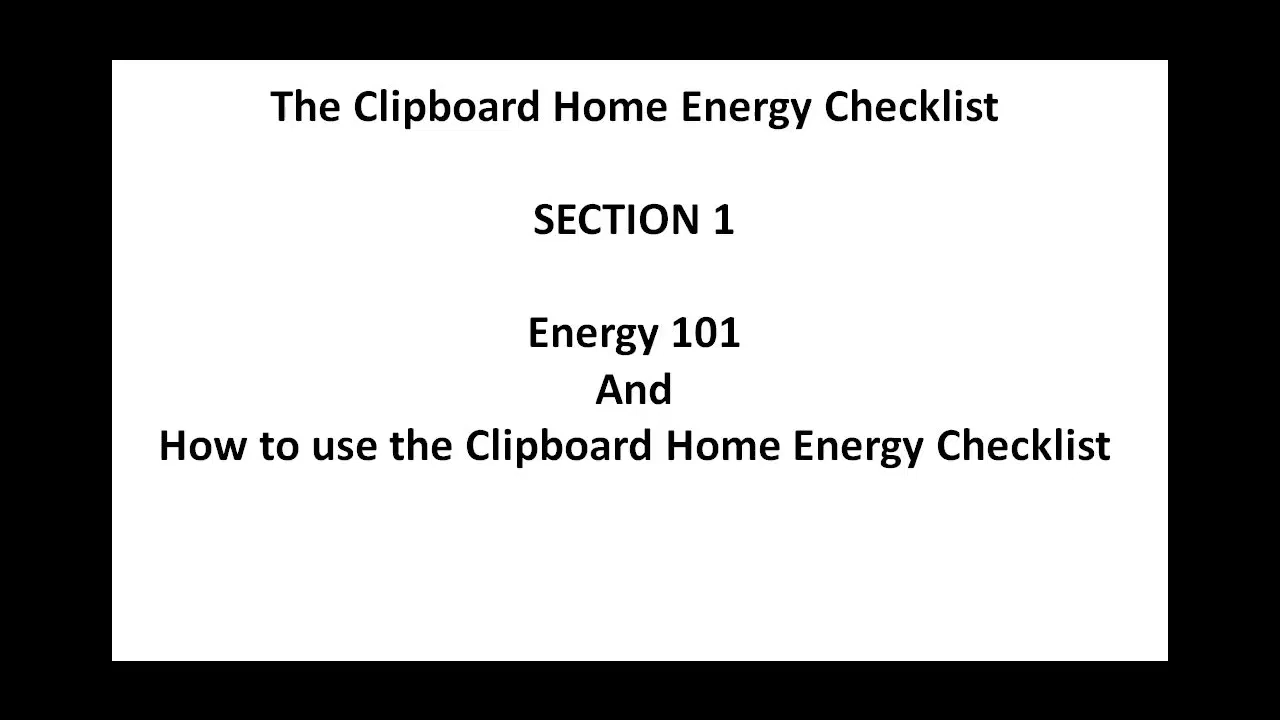 The Clipboard Home Energy Checklist
SECTION 1
Energy 101
And
How to use the Clipboard Home Energy Checklist